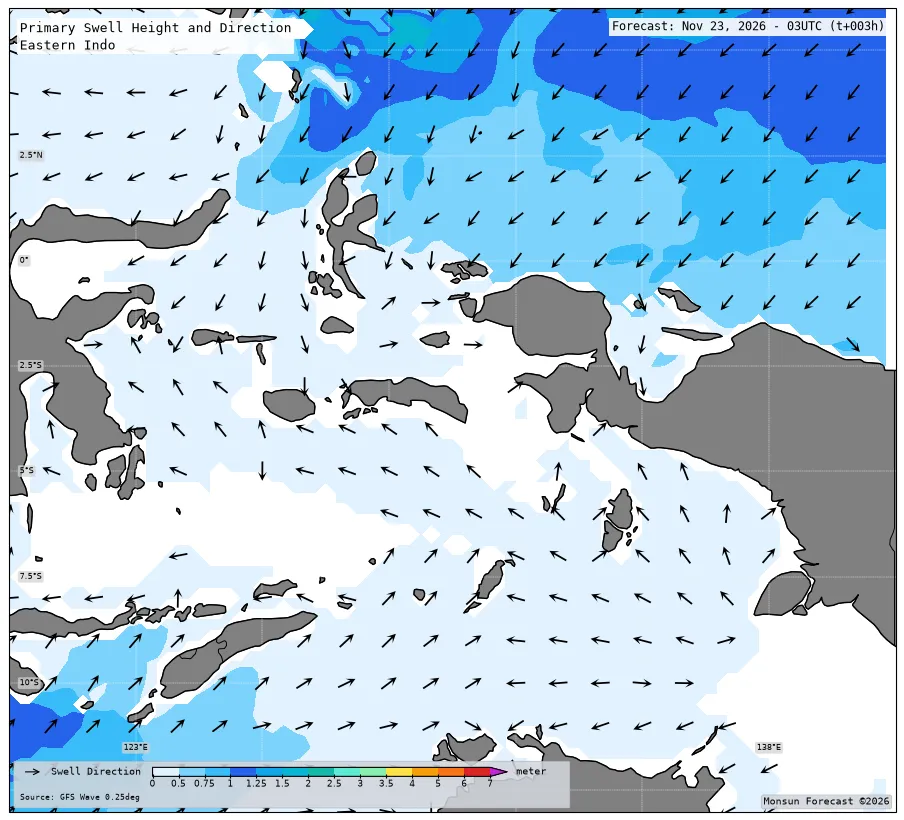 Primary Swell Height and Direction
Eastern Indo
Forecast: Nov 23, 2026 - 03UTC (t+003h)
2.5°N
0°
2.5°S
5°S
7.5°S
10°S
123°E
138°E
Swell Direction
0 0.5 0.75 1 1.25 1.5 2 2.5 3 3.5 4 5 6 7
meter
Source: GFS Wave 0.25deg
Monsun Forecast ©2026